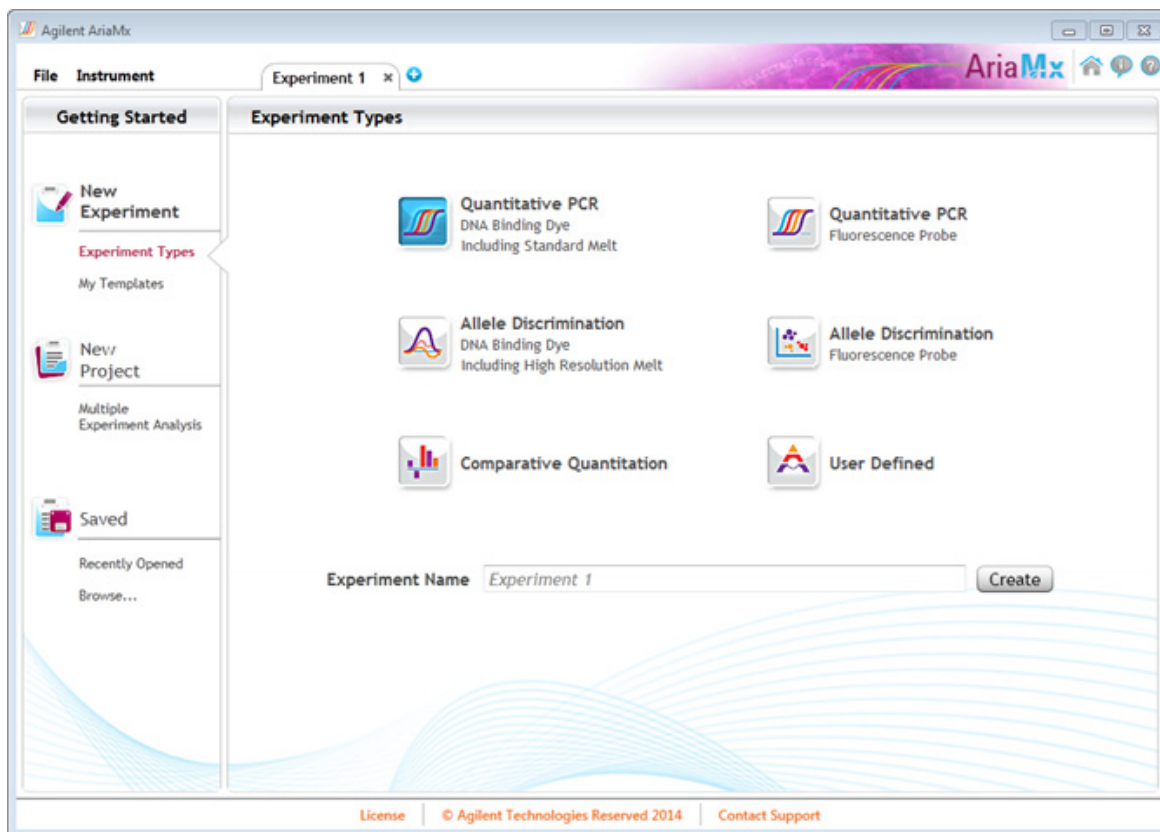 Agilent AriaMx
File Instrument
Experiment 1
AriaMx
Getting Started
New
Experiment
Experiment Types
My Templates
New
Project
Multiple
Experiment Analysis
Saved
Recently Opened
Browse...
Experiment Types
Quantitative PCR
DNA Binding Dye
Including Standard Melt
Quantitative PCR
Fluorescence Probe
Allele Discrimination
DNA Binding Dye
Including High Resolution Melt
Allele Discrimination
Fluorescence Probe
Comparative Quantitation
User Defined
Experiment Name Experiment 1 Create
License © Agilent Technologies Reserved 2014 Contact Support